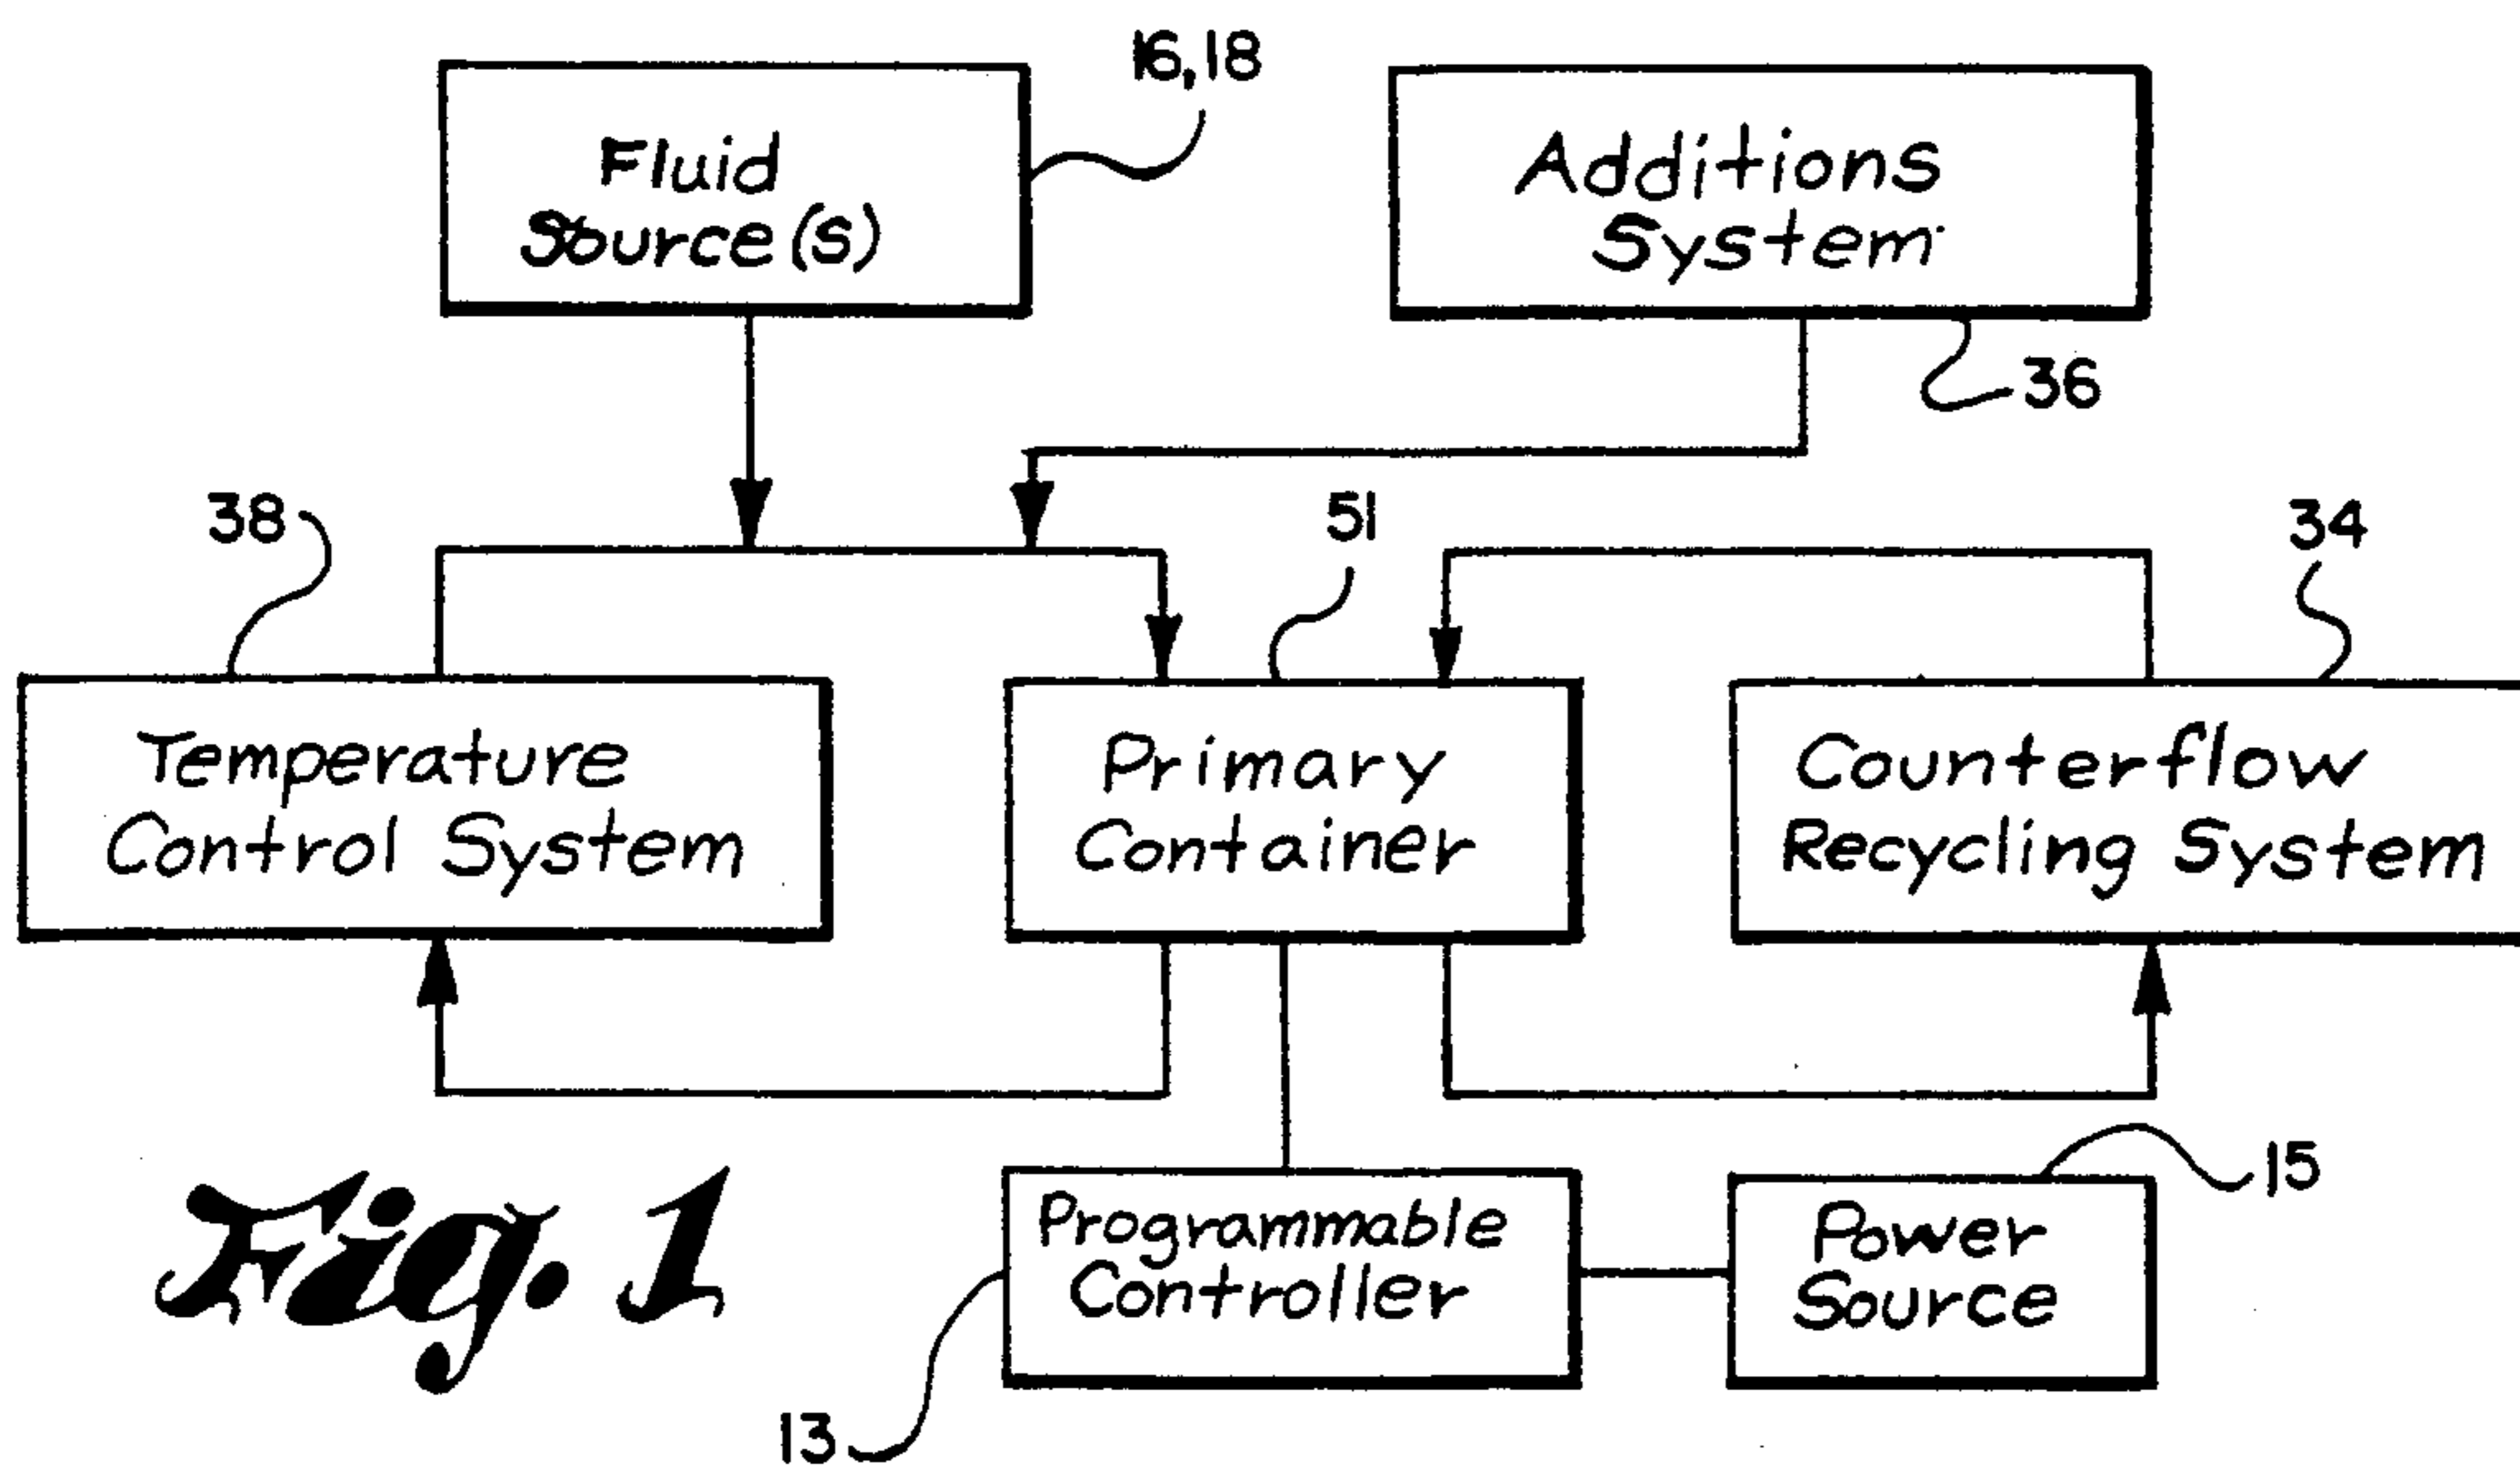 16,18
Fluid
Source(s)
Additions
System
36
38
51
34
Temperature
Control System
Primary
Container
Counterflow
Recycling System
15
Programmable
Controller
Power
Source
Fig. 1
13